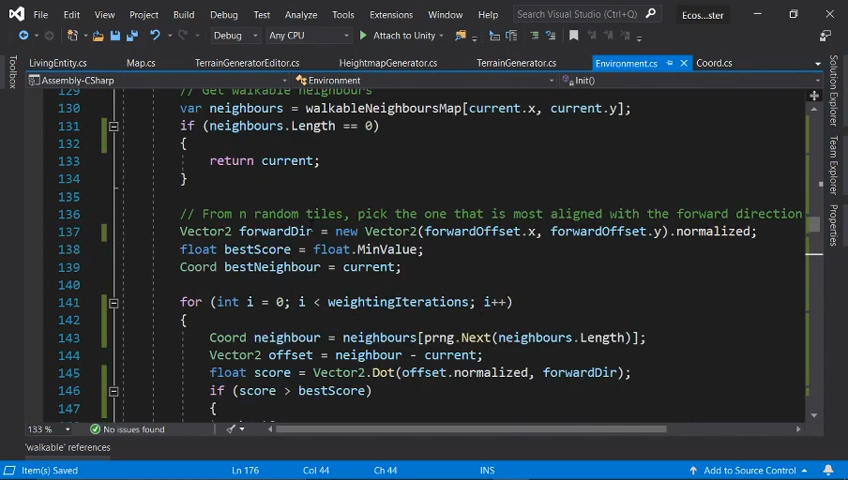 File Edit View Git Project Build Debug Test Analyze Tools Extensions Window Help Search Visual Studio (Ctrl+Q) Ecos...ster
Debug Any CPU Attach to Unity
LivingEntity.cs Map.cs TerrainGeneratorEditor.cs HeightmapGenerator.cs TerrainGenerator.cs Environment.cs Coord.cs
Toolbox
Assembly-CSharp Environment Init()
129 // Get walkable neighbours
130 var neighbours = walkableNeighboursMap[current.x, current.y];
131 if (neighbours.Length == 0)
132 {
133 return current;
134 }
135
136 // From n random tiles, pick the one that is most aligned with the forward direction
137 Vector2 forwardDir = new Vector2(forwardOffset.x, forwardOffset.y).normalized;
138 float bestScore = float.MinValue;
139 Coord bestNeighbour = current;
140
141 for (int i = 0; i < weightingIterations; i++)
142 {
143 Coord neighbour = neighbours[prng.Next(neighbours.Length)];
144 Vector2 offset = neighbour - current;
145 float score = Vector2.Dot(offset.normalized, forwardDir);
146 if (score > bestScore)
147 {
Solution Explorer
Team Explorer
Properties
133 % No issues found
'walkable' references
Item(s) Saved Ln 176 Col 44 Ch 44 INS Add to Source Control